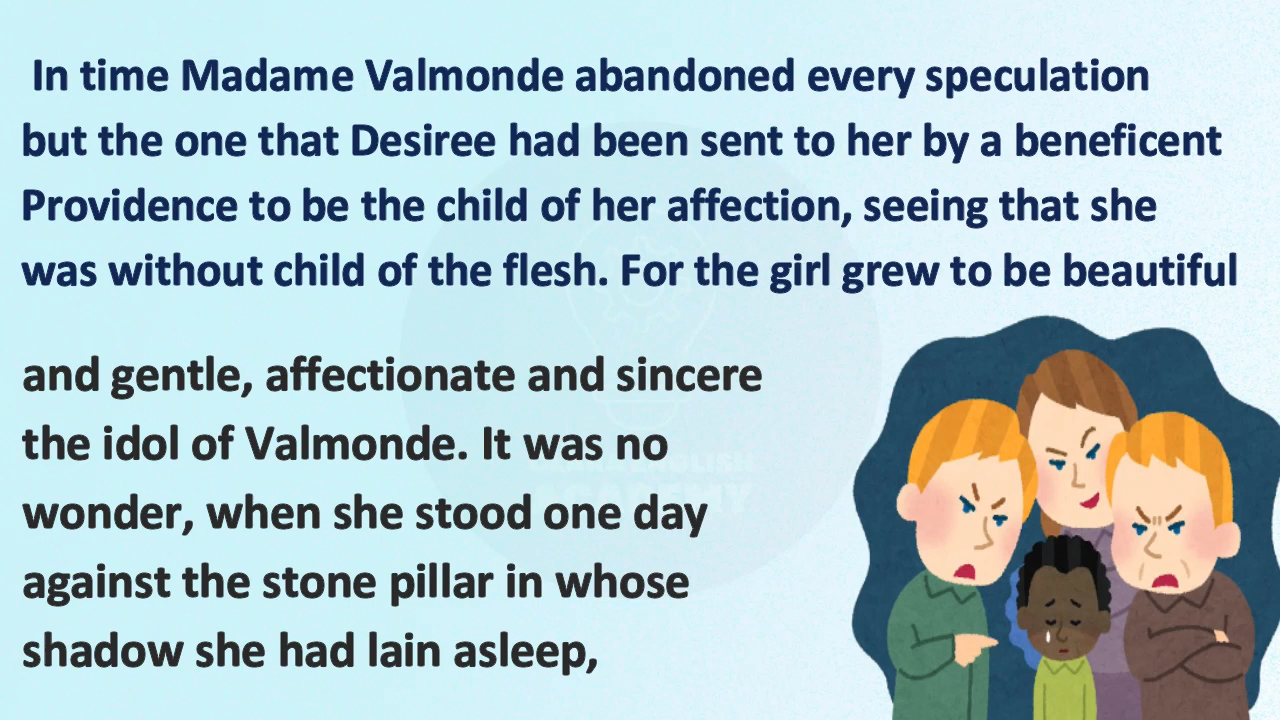 In time Madame Valmonde abandoned every speculation
but the one that Desiree had been sent to her by a beneficent
Providence to be the child of her affection, seeing that she
was without child of the flesh. For the girl grew to be beautiful
and gentle, affectionate and sincere
the idol of Valmonde. It was no
wonder, when she stood one day
against the stone pillar in whose
shadow she had lain asleep,